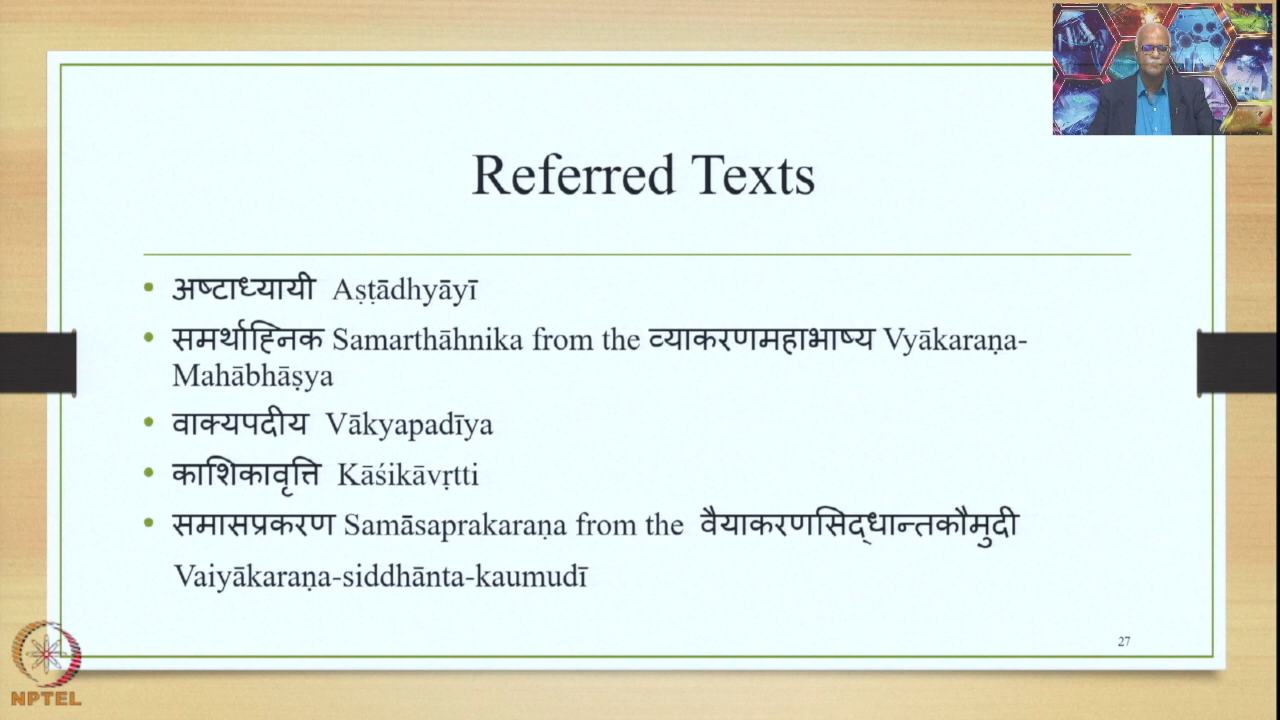 Referred Texts
• अष्टाध्यायी Aṣṭādhyāyī
• समर्थाह्निक Samarthāhnika from the व्याकरणमहाभाष्य Vyākaraṇa-
Mahābhāṣya
• वाक्यपदीय Vākyapadīya
• काशिकावृत्ति Kāśikāvṛtti
• समासप्रकरण Samāsaprakaraṇa from the वैयाकरणसिद्धान्तकौमुदी
Vaiyākaraṇa-siddhānta-kaumudī
27
NPTEL